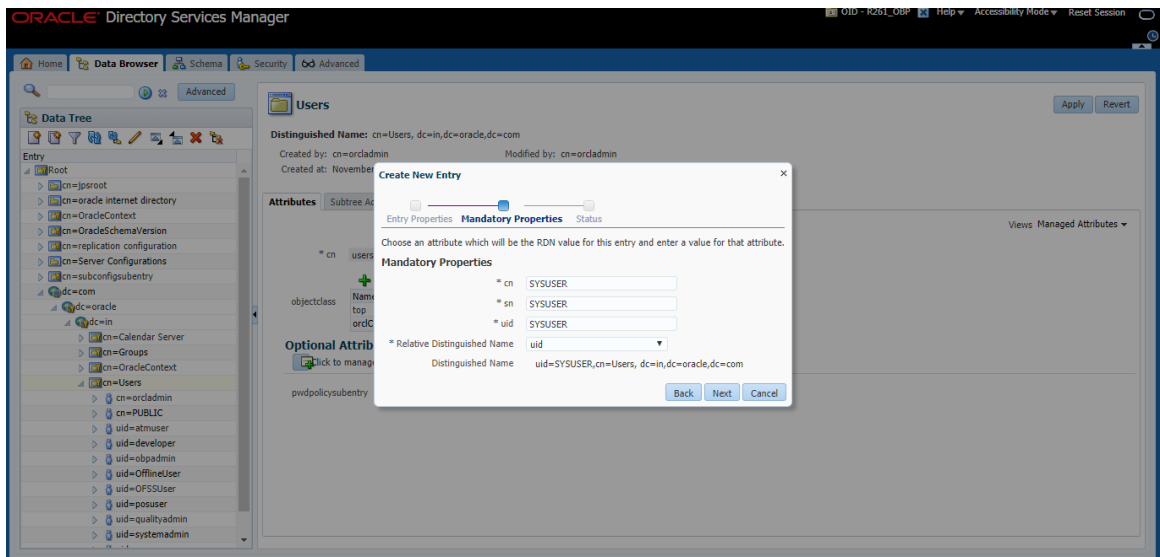 ORACLE Directory Services Manager
OID - R261_OBP Help Accessibility Mode Reset Session
Home Data Browser Schema Security Advanced
Advanced
Data Tree
Entry
Root
cn=jpsroot
cn=oracle internet directory
cn=OracleContext
cn=OracleSchemaVersion
cn=replication configuration
cn=Server Configurations
cn=subconfigsubentry
dc=com
dc=oracle
dc=in
cn=Calendar Server
cn=Groups
cn=OracleContext
cn=Users
cn=orcladmin
cn=PUBLIC
uid=atmuser
uid=developer
uid=obpadmin
uid=OfflineUser
uid=OFSSUser
uid=posuser
uid=qualityadmin
uid=systemadmin
Users
Apply Revert
Distinguished Name: cn=Users, dc=in,dc=oracle,dc=com
Created by: cn=orcladmin Modified by: cn=orcladmin
Created at: November
Attributes Subtree Ac
Views Managed Attributes
* cn users
objectclass
Name
top
orclC
Optional Attrib
Click to manage
pwdpolicysubentry
Create New Entry
Entry Properties Mandatory Properties Status
Choose an attribute which will be the RDN value for this entry and enter a value for that attribute.
Mandatory Properties
* cn SYSUSER
* sn SYSUSER
* uid SYSUSER
* Relative Distinguished Name uid
Distinguished Name uid=SYSUSER,cn=Users, dc=in,dc=oracle,dc=com
Back Next Cancel